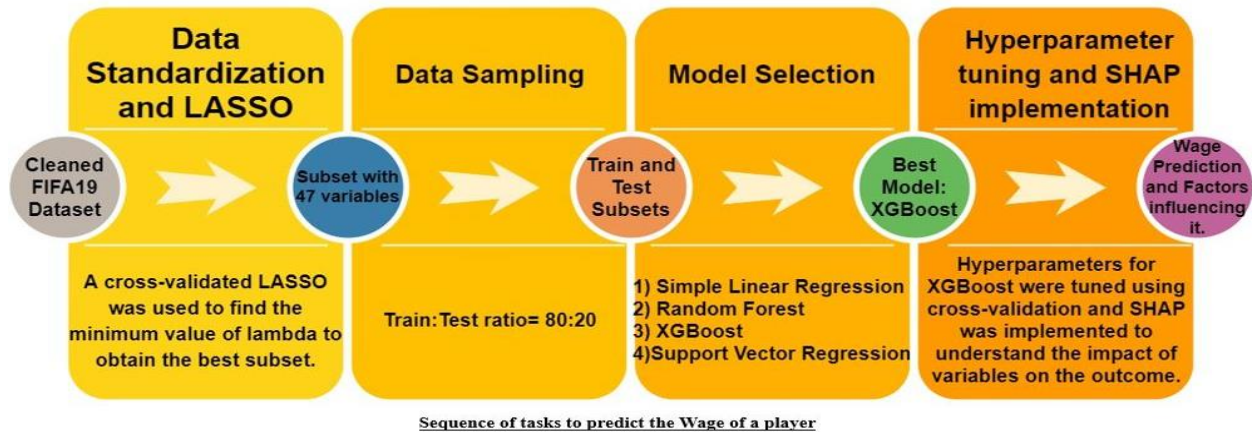 Data
Standardization
and LASSO
Data Sampling
Model Selection
Hyperparameter
tuning and SHAP
implementation
Cleaned
FIFA19
Dataset
Subset with
47 variables
Train and
Test
Subsets
Best
Model:
XGBoost
Wage
Prediction
and Factors
influencing
it.
A cross-validated LASSO
was used to find the
minimum value of lambda to
obtain the best subset.
Train:Test ratio= 80:20
1) Simple Linear Regression
2) Random Forest
3) XGBoost
4)Support Vector Regression
Hyperparameters for
XGBoost were tuned using
cross-validation and SHAP
was implemented to
understand the impact of
variables on the outcome.
Sequence of tasks to predict the Wage of a player